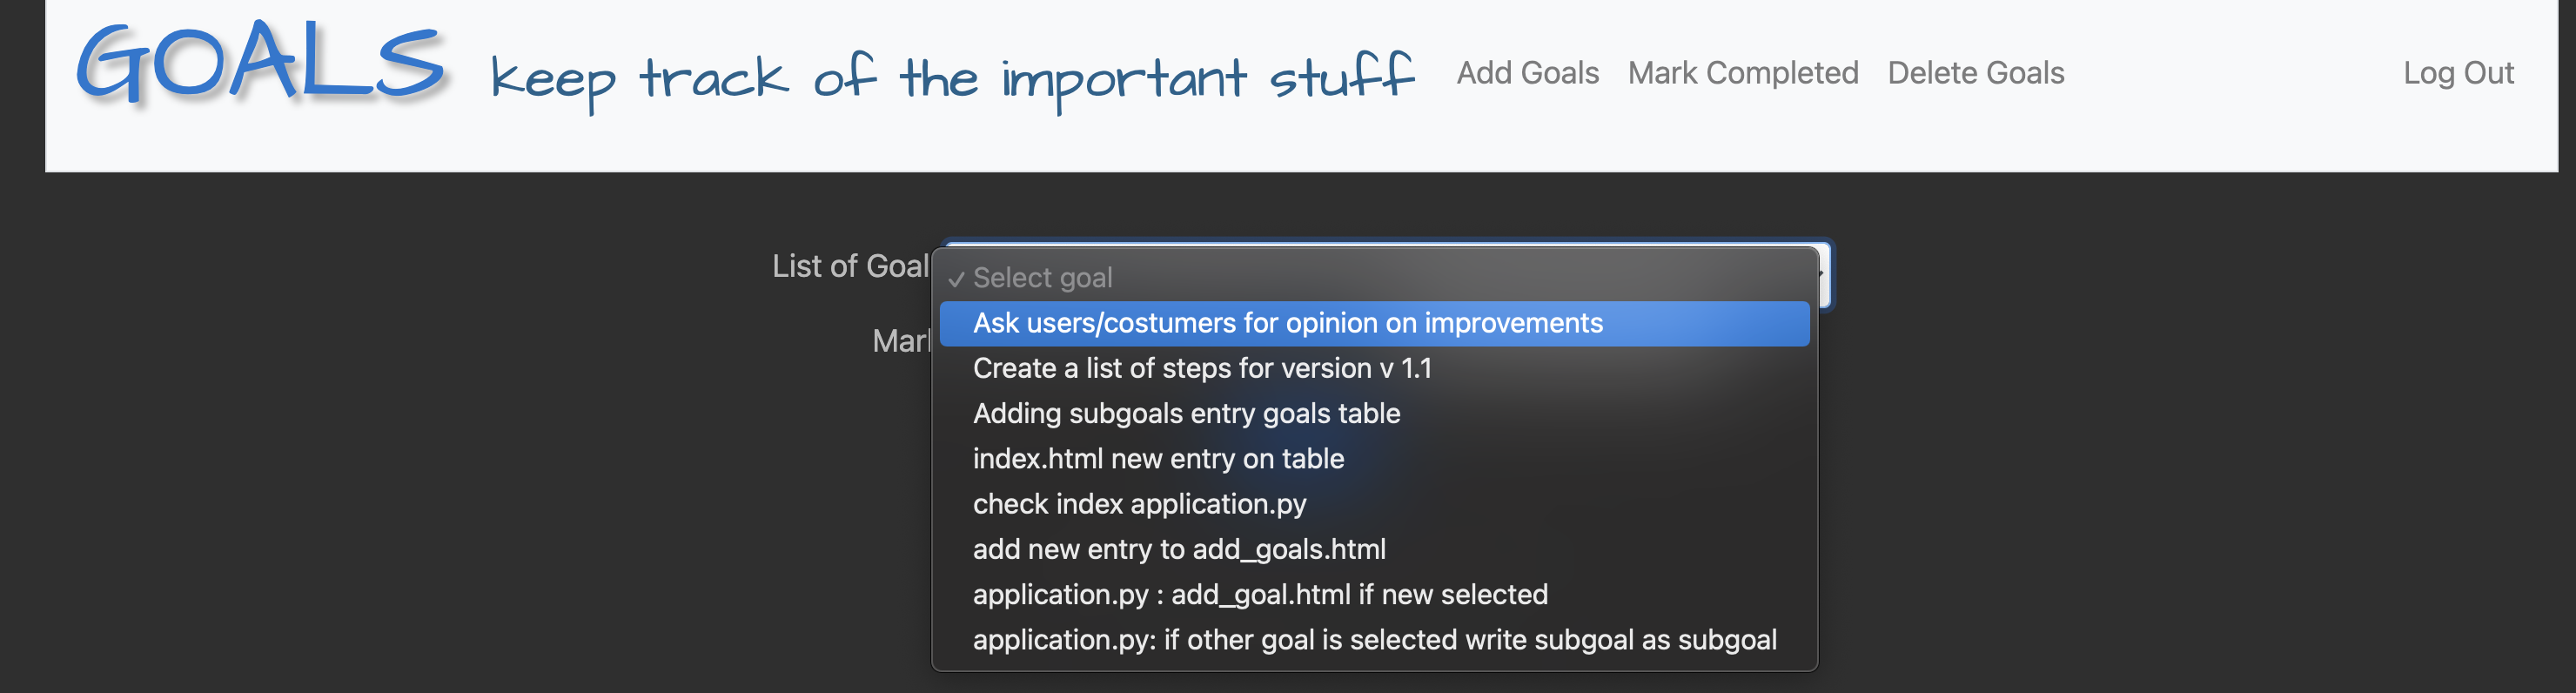 GOALS keep track of the important stuff Add Goals Mark Completed Delete Goals Log Out
List of Goal
Select goal
Ask users/costumers for opinion on improvements
Create a list of steps for version v 1.1
Adding subgoals entry goals table
index.html new entry on table
check index application.py
add new entry to add_goals.html
application.py : add_goal.html if new selected
application.py: if other goal is selected write subgoal as subgoal